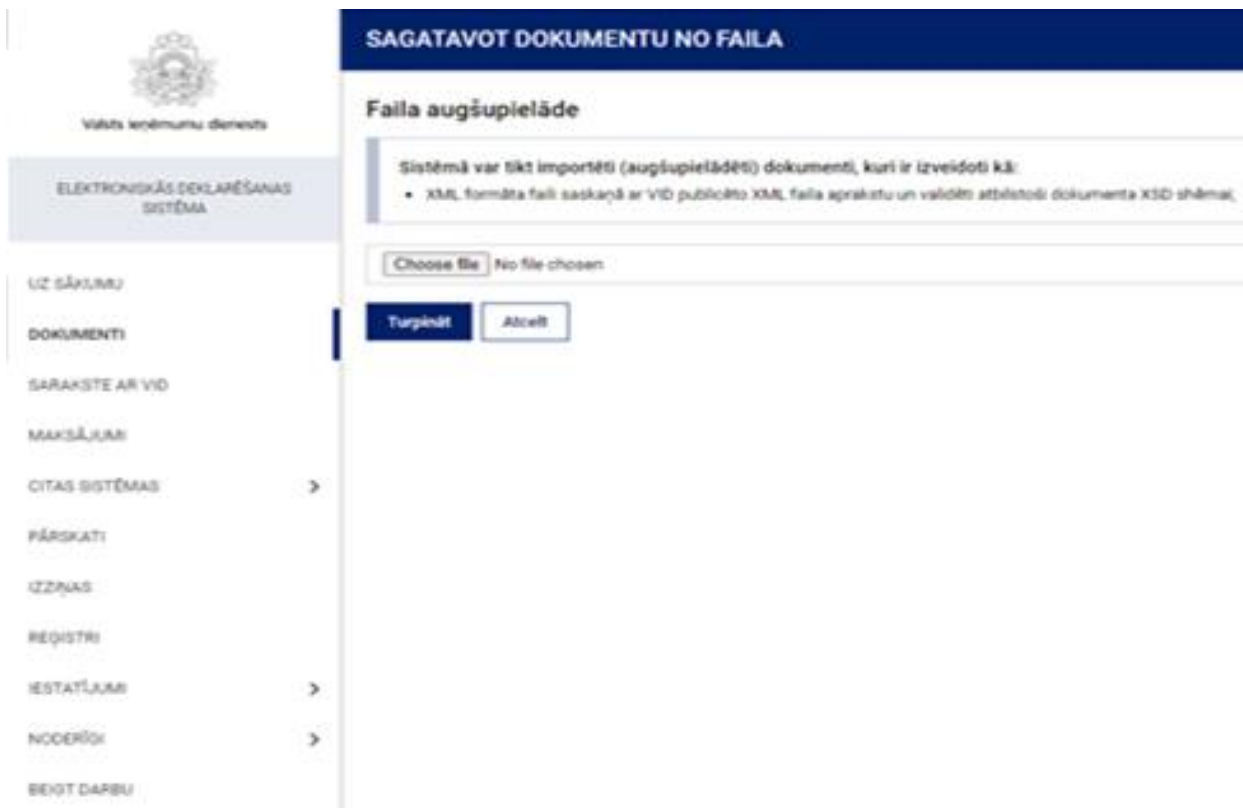 Valsts ieņēmumu dienests
ELEKTRONISKĀS DEKLARĒŠANAS
SISTĒMA
UZ SĀKUMU
DOKUMENTI
SARAKSTE AR VID
MAKSĀJUMI
CITAS SISTĒMAS
PĀRSKATI
IZZIŅAS
REĢISTRI
IESTATĪJUMI
NODERĪGI
BEIGT DARBU
SAGATAVOT DOKUMENTU NO FAILA
Faila augšupielāde
Sistēmā var tikt importēti (augšupielādēti) dokumenti, kuri ir izveidoti kā:
• XML formāta faili saskaņā ar VID publicēto XML faila aprakstu un validēti atbilstoši dokumenta XSD shēmai;
Choose file No file chosen
Turpināt Atcelt